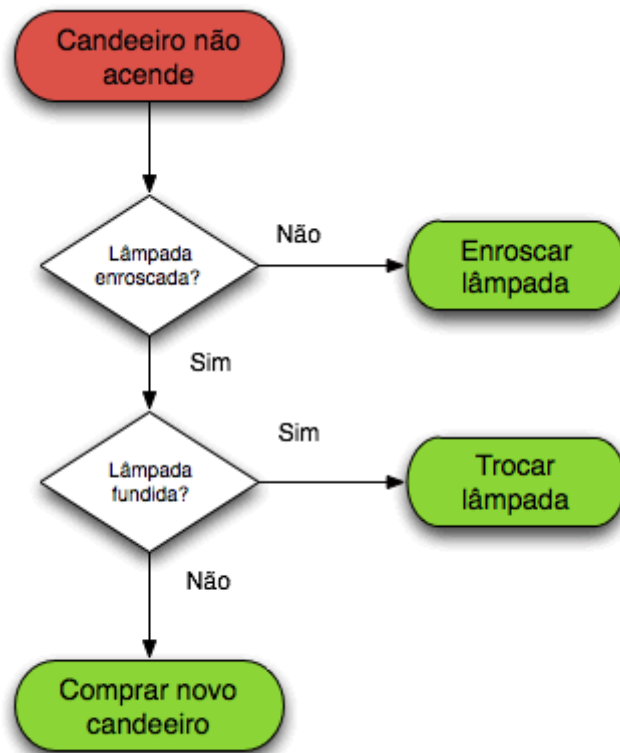 Candeeiro não
acende
Lâmpada
enroscada?
Não
Enroscar
lâmpada
Sim
Lâmpada
fundida?
Sim
Trocar
lâmpada
Não
Comprar novo
candeeiro